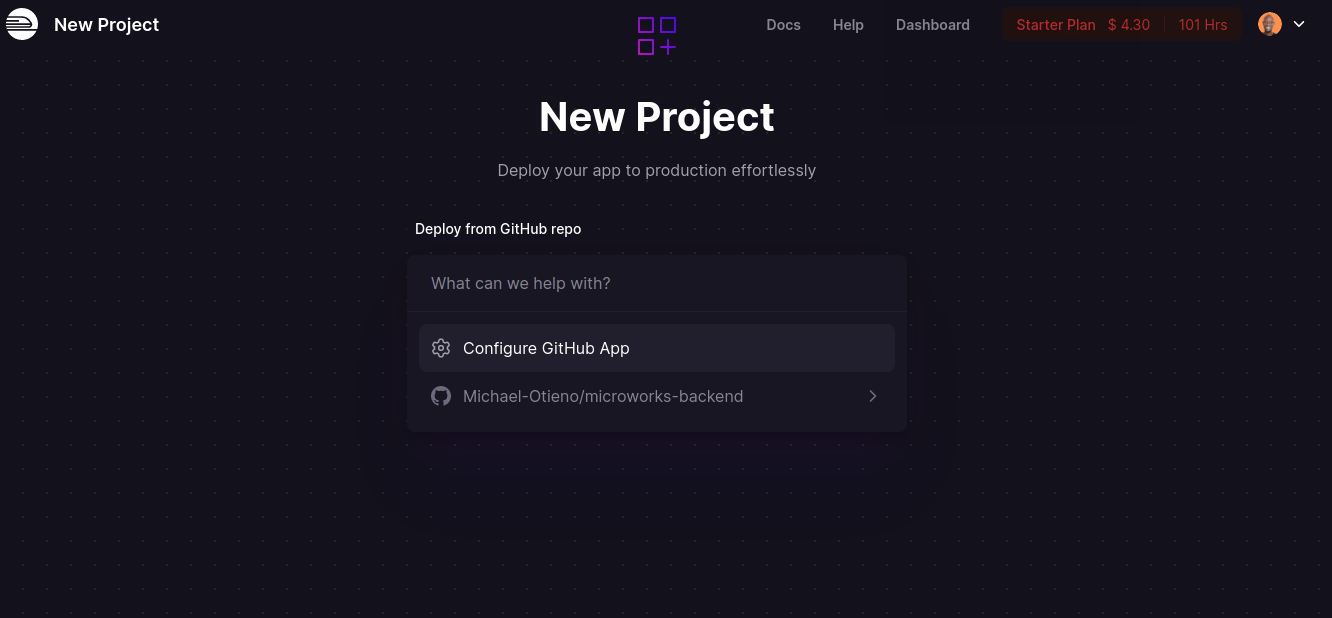 New Project
Docs Help Dashboard Starter Plan $ 4.30 101 Hrs
New Project
Deploy your app to production effortlessly
Deploy from GitHub repo
What can we help with?
Configure GitHub App
Michael-Otieno/microworks-backend